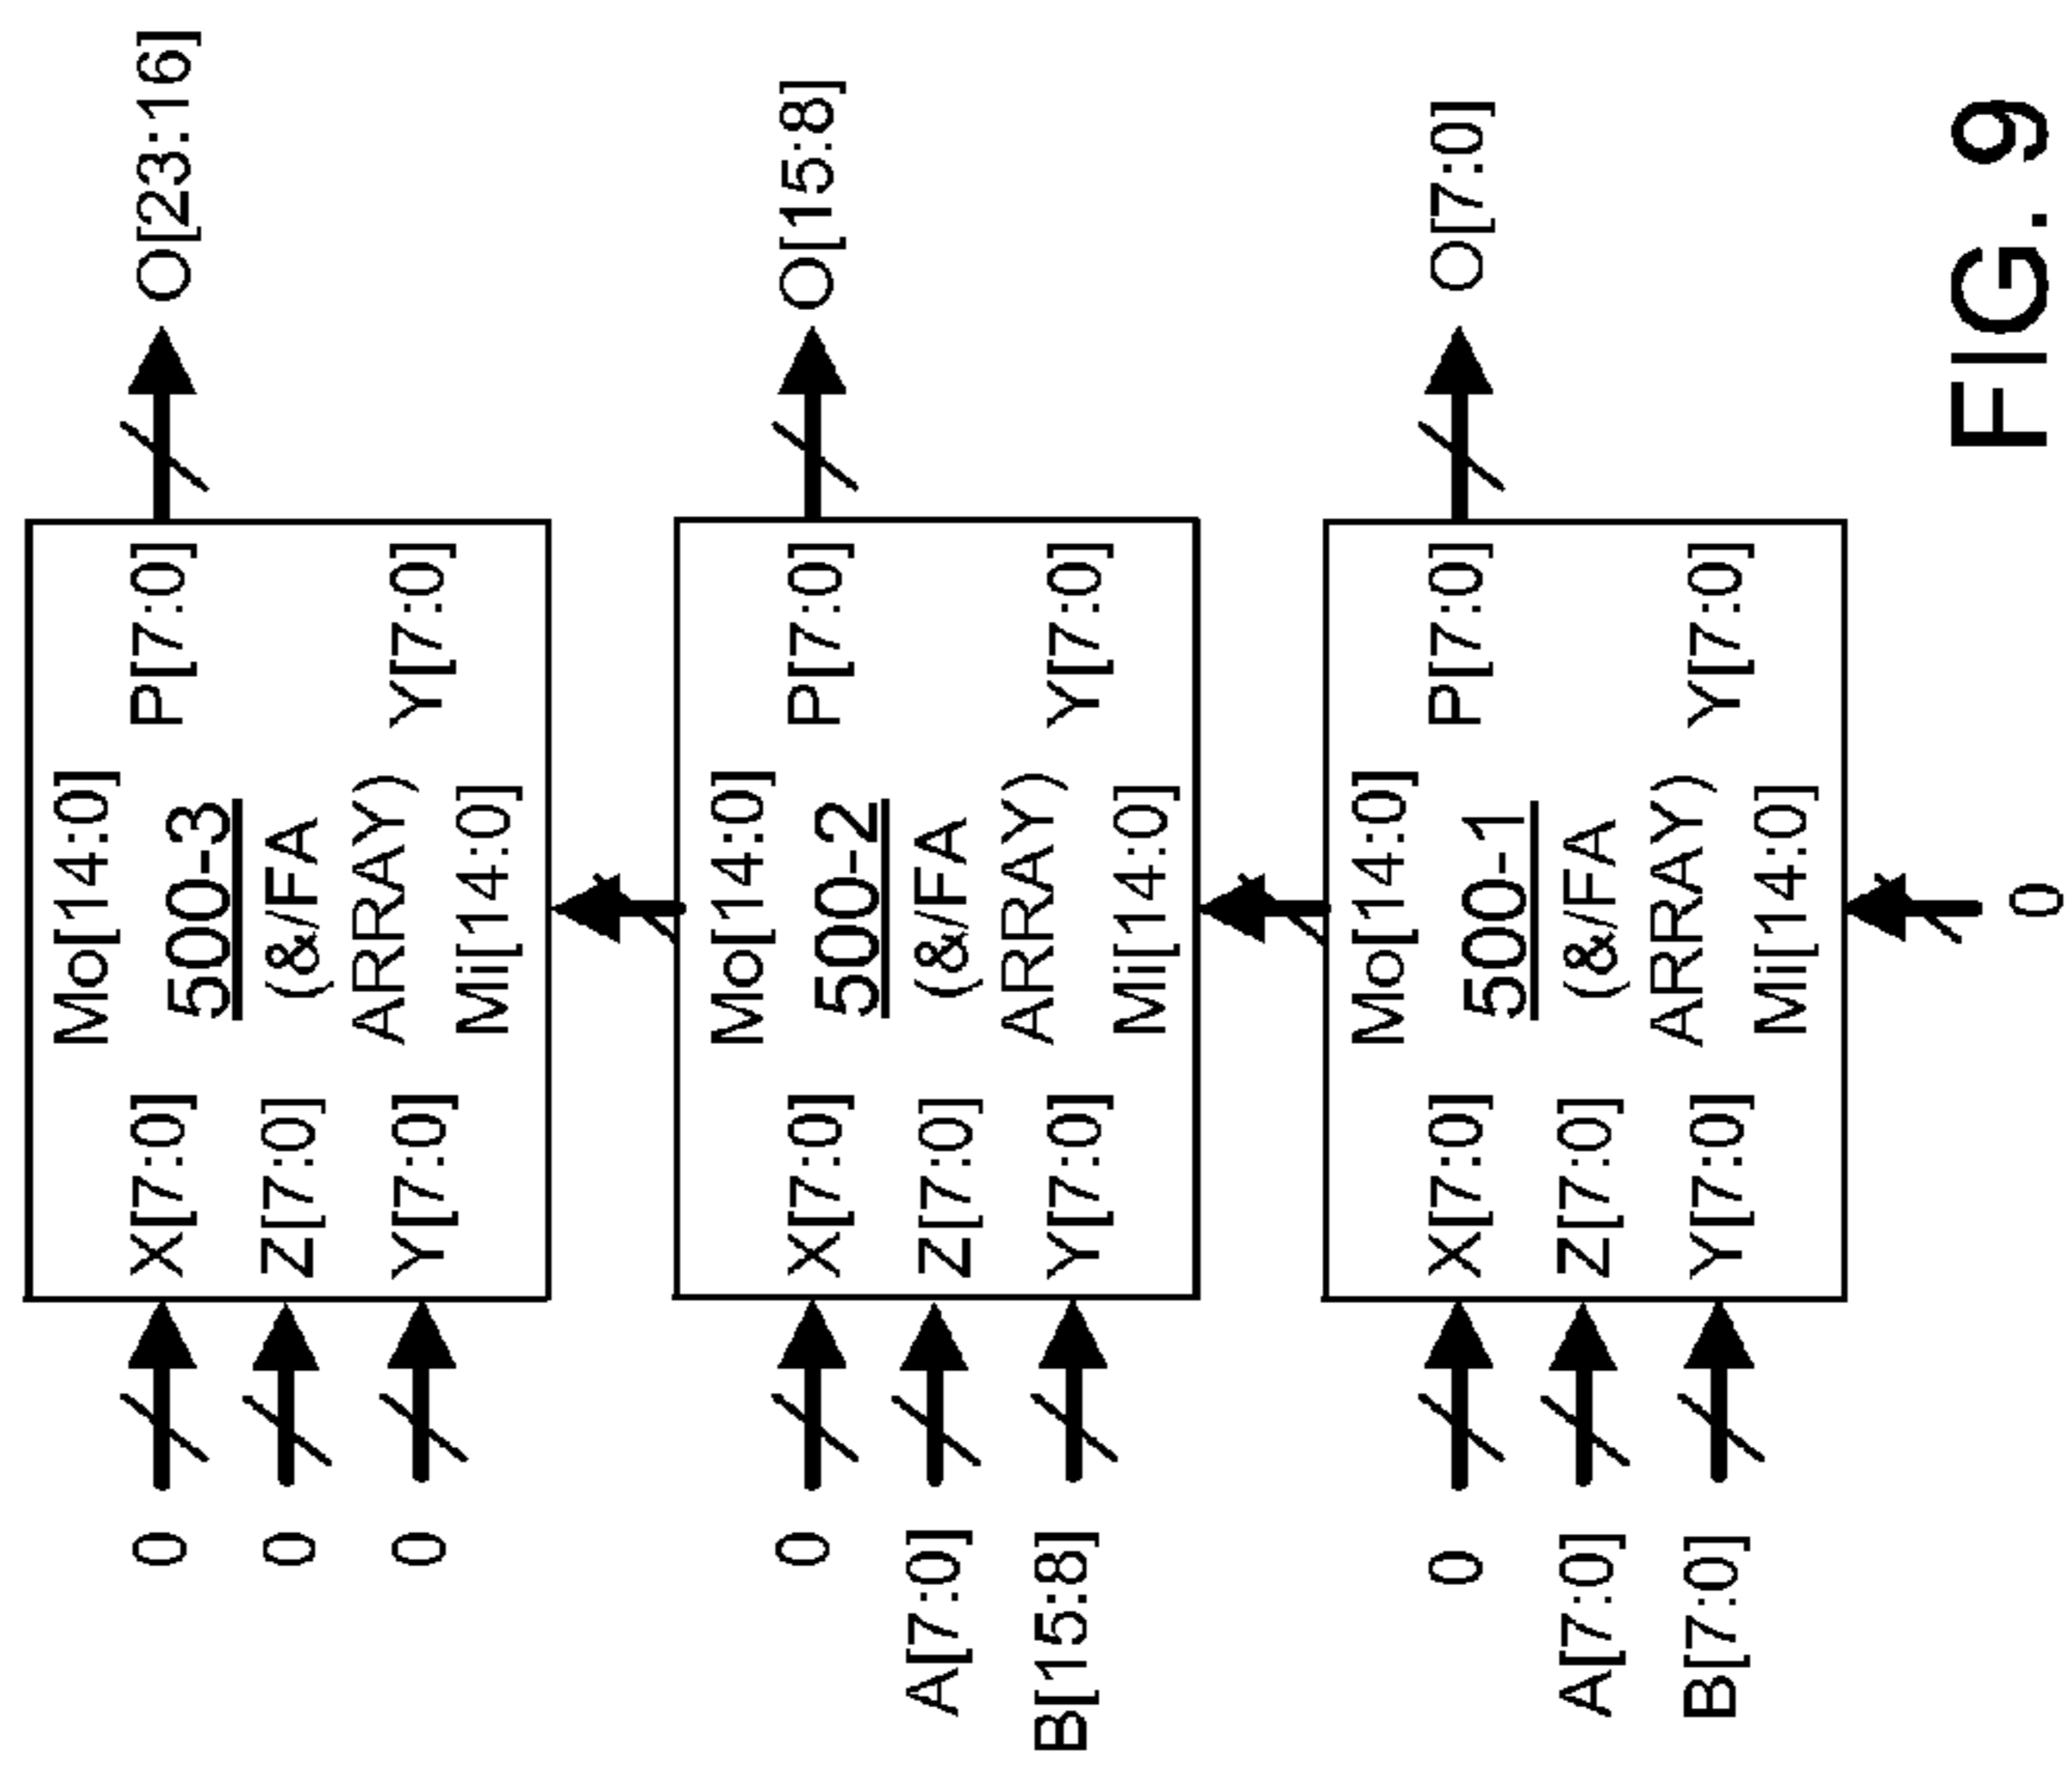 Mo[14:0]
0 X[7:0] P[7:0] O[23:16]
500-3
0 Z[7:0] (&/FA
ARRAY)
0 Y[7:0] Y[7:0]
Mi[14:0]
Mo[14:0]
0 X[7:0] P[7:0] O[15:8]
500-2
A[7:0] Z[7:0] (&/FA
ARRAY)
B[15:8] Y[7:0] Y[7:0]
Mi[14:0]
Mo[14:0]
0 X[7:0] P[7:0] O[7:0]
500-1
A[7:0] Z[7:0] (&/FA
ARRAY)
B[7:0] Y[7:0] Y[7:0]
Mi[14:0]
0
FIG. 9